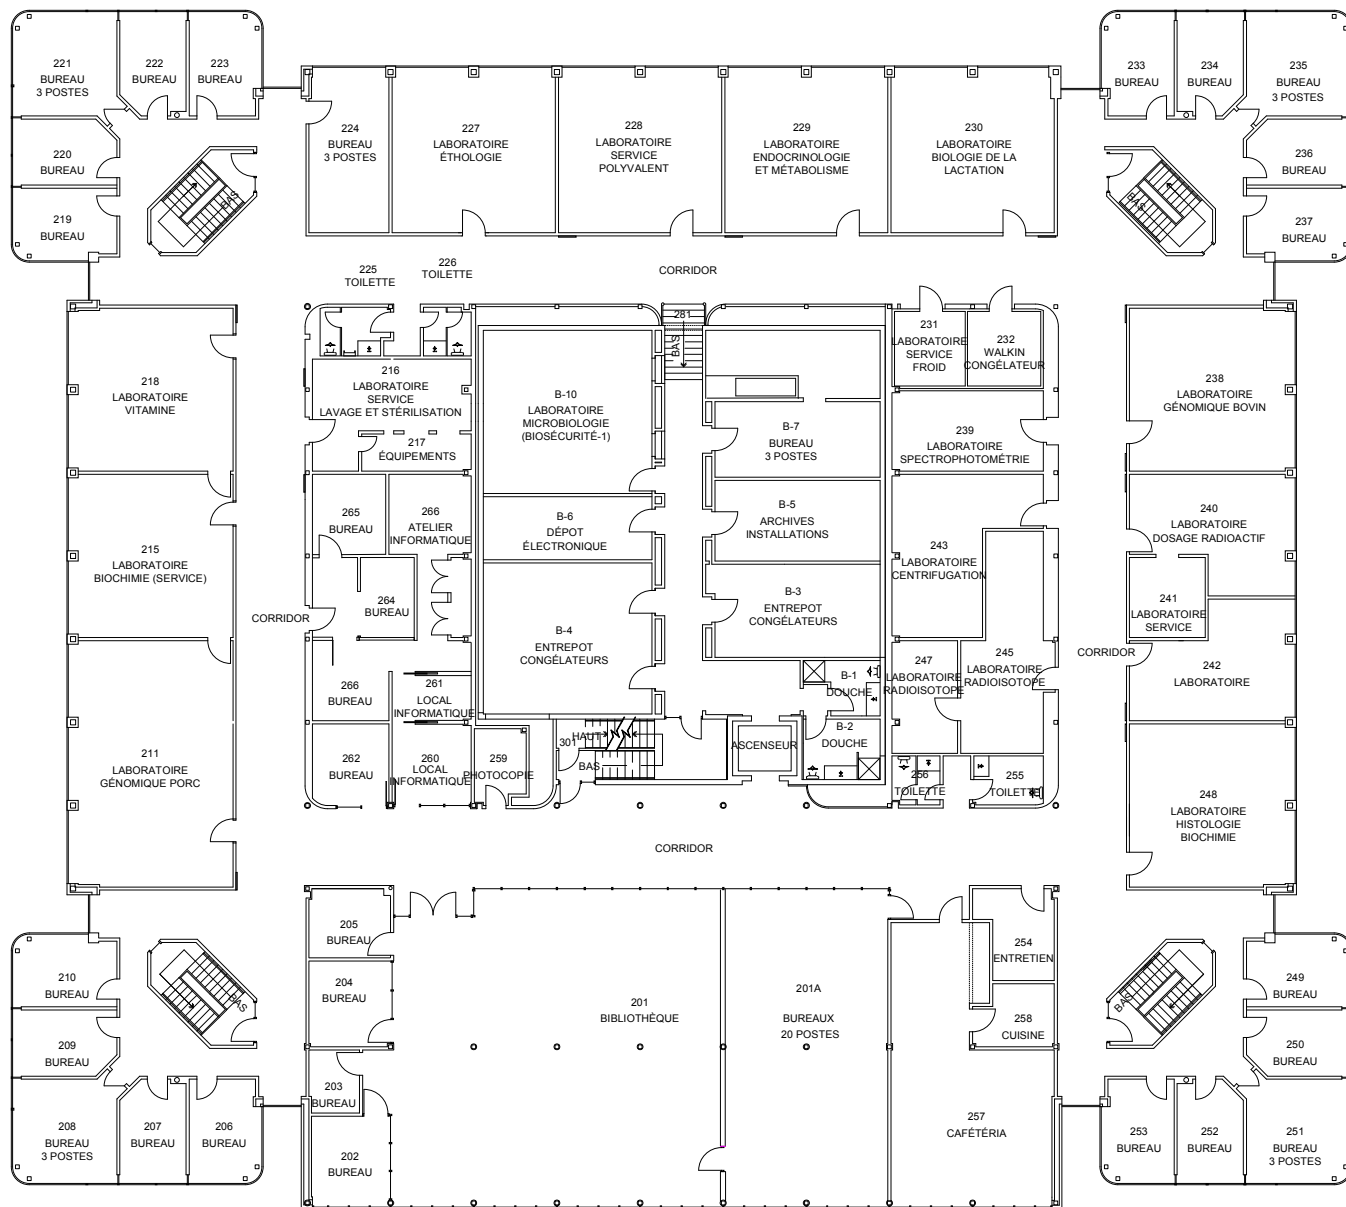 221
BUREAU
3 POSTES
222
BUREAU
223
BUREAU
220
BUREAU
219
BUREAU
BAS
224
BUREAU
3 POSTES
227
LABORATOIRE
ÉTHOLOGIE
228
LABORATOIRE
SERVICE
POLYVALENT
229
LABORATOIRE
ENDOCRINOLOGIE
ET MÉTABOLISME
230
LABORATOIRE
BIOLOGIE DE LA
LACTATION
233
BUREAU
234
BUREAU
235
BUREAU
3 POSTES
236
BUREAU
237
BUREAU
BAS
225
TOILETTE
226
TOILETTE
CORRIDOR
281
BAS
231
LABORATOIRE
SERVICE
FROID
232
WALKIN
CONGÉLATEUR
218
LABORATOIRE
VITAMINE
216
LABORATOIRE
SERVICE
LAVAGE ET STÉRILISATION
217
ÉQUIPEMENTS
B-10
LABORATOIRE
MICROBIOLOGIE
(BIOSÉCURITÉ-1)
B-7
BUREAU
3 POSTES
239
LABORATOIRE
SPECTROPHOTOMÉTRIE
238
LABORATOIRE
GÉNOMIQUE BOVIN
215
LABORATOIRE
BIOCHIMIE (SERVICE)
265
BUREAU
266
ATELIER
INFORMATIQUE
B-6
DÉPOT
ÉLECTRONIQUE
B-5
ARCHIVES
INSTALLATIONS
243
LABORATOIRE
CENTRIFUGATION
240
LABORATOIRE
DOSAGE RADIOACTIF
264
BUREAU
B-4
ENTREPOT
CONGÉLATEURS
B-3
ENTREPOT
CONGÉLATEURS
241
LABORATOIRE
SERVICE
CORRIDOR
CORRIDOR
266
BUREAU
261
LOCAL
INFORMATIQUE
B-1
DOUCHE
247
LABORATOIRE
RADIOISOTOPE
245
LABORATOIRE
RADIOISOTOPE
242
LABORATOIRE
211
LABORATOIRE
GÉNOMIQUE PORC
262
BUREAU
260
LOCAL
INFORMATIQUE
259
PHOTOCOPIE
HAUT
301
BAS
ASCENSEUR
B-2
DOUCHE
256
TOILETTE
255
TOILETTE
248
LABORATOIRE
HISTOLOGIE
BIOCHIMIE
CORRIDOR
205
BUREAU
204
BUREAU
203
BUREAU
202
BUREAU
201
BIBLIOTHÈQUE
201A
BUREAUX
20 POSTES
254
ENTRETIEN
258
CUISINE
257
CAFÉTÉRIA
210
BUREAU
209
BUREAU
208
BUREAU
3 POSTES
207
BUREAU
206
BUREAU
BAS
BAS
249
BUREAU
250
BUREAU
253
BUREAU
252
BUREAU
251
BUREAU
3 POSTES